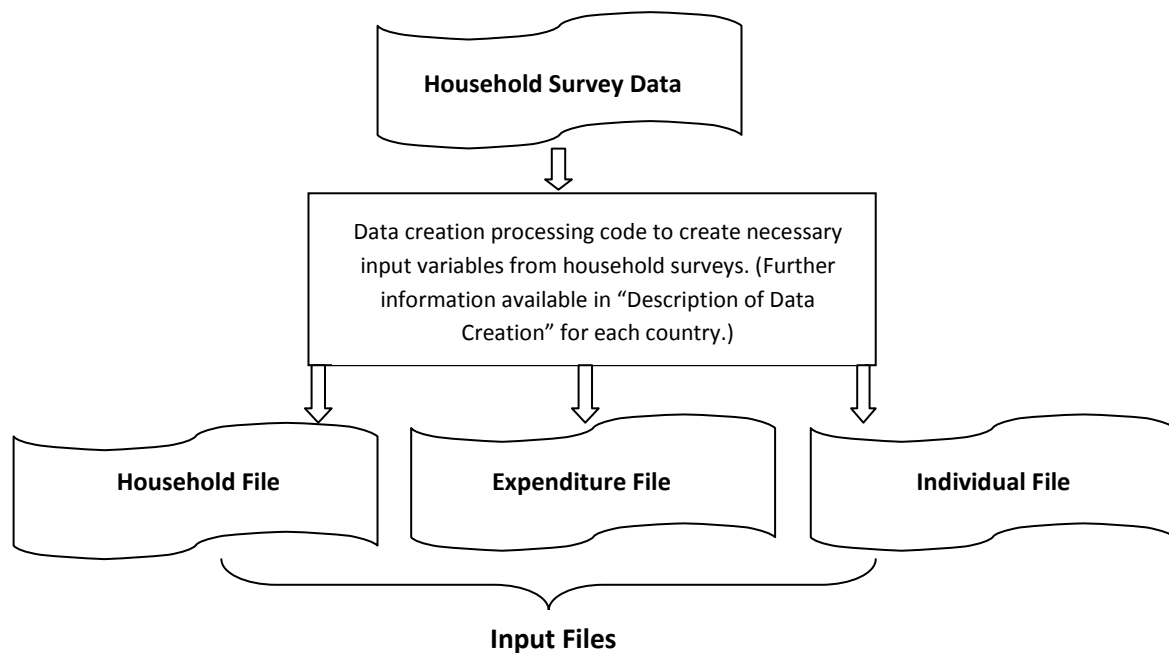 Household Survey Data
Data creation processing code to create necessary
input variables from household surveys. (Further
information available in “Description of Data
Creation” for each country.)
Household File
Expenditure File
Individual File
Input Files